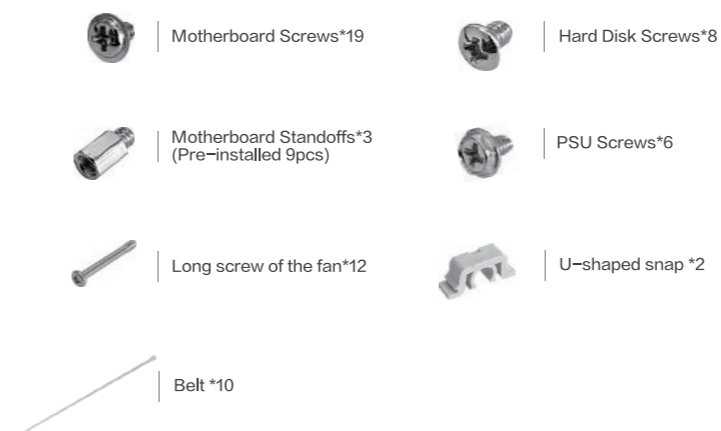 Motherboard Screws*19
Hard Disk Screws*8
Motherboard Standoffs*3
(Pre-installed 9pcs)
PSU Screws*6
Long screw of the fan*12
U-shaped snap *2
Belt *10